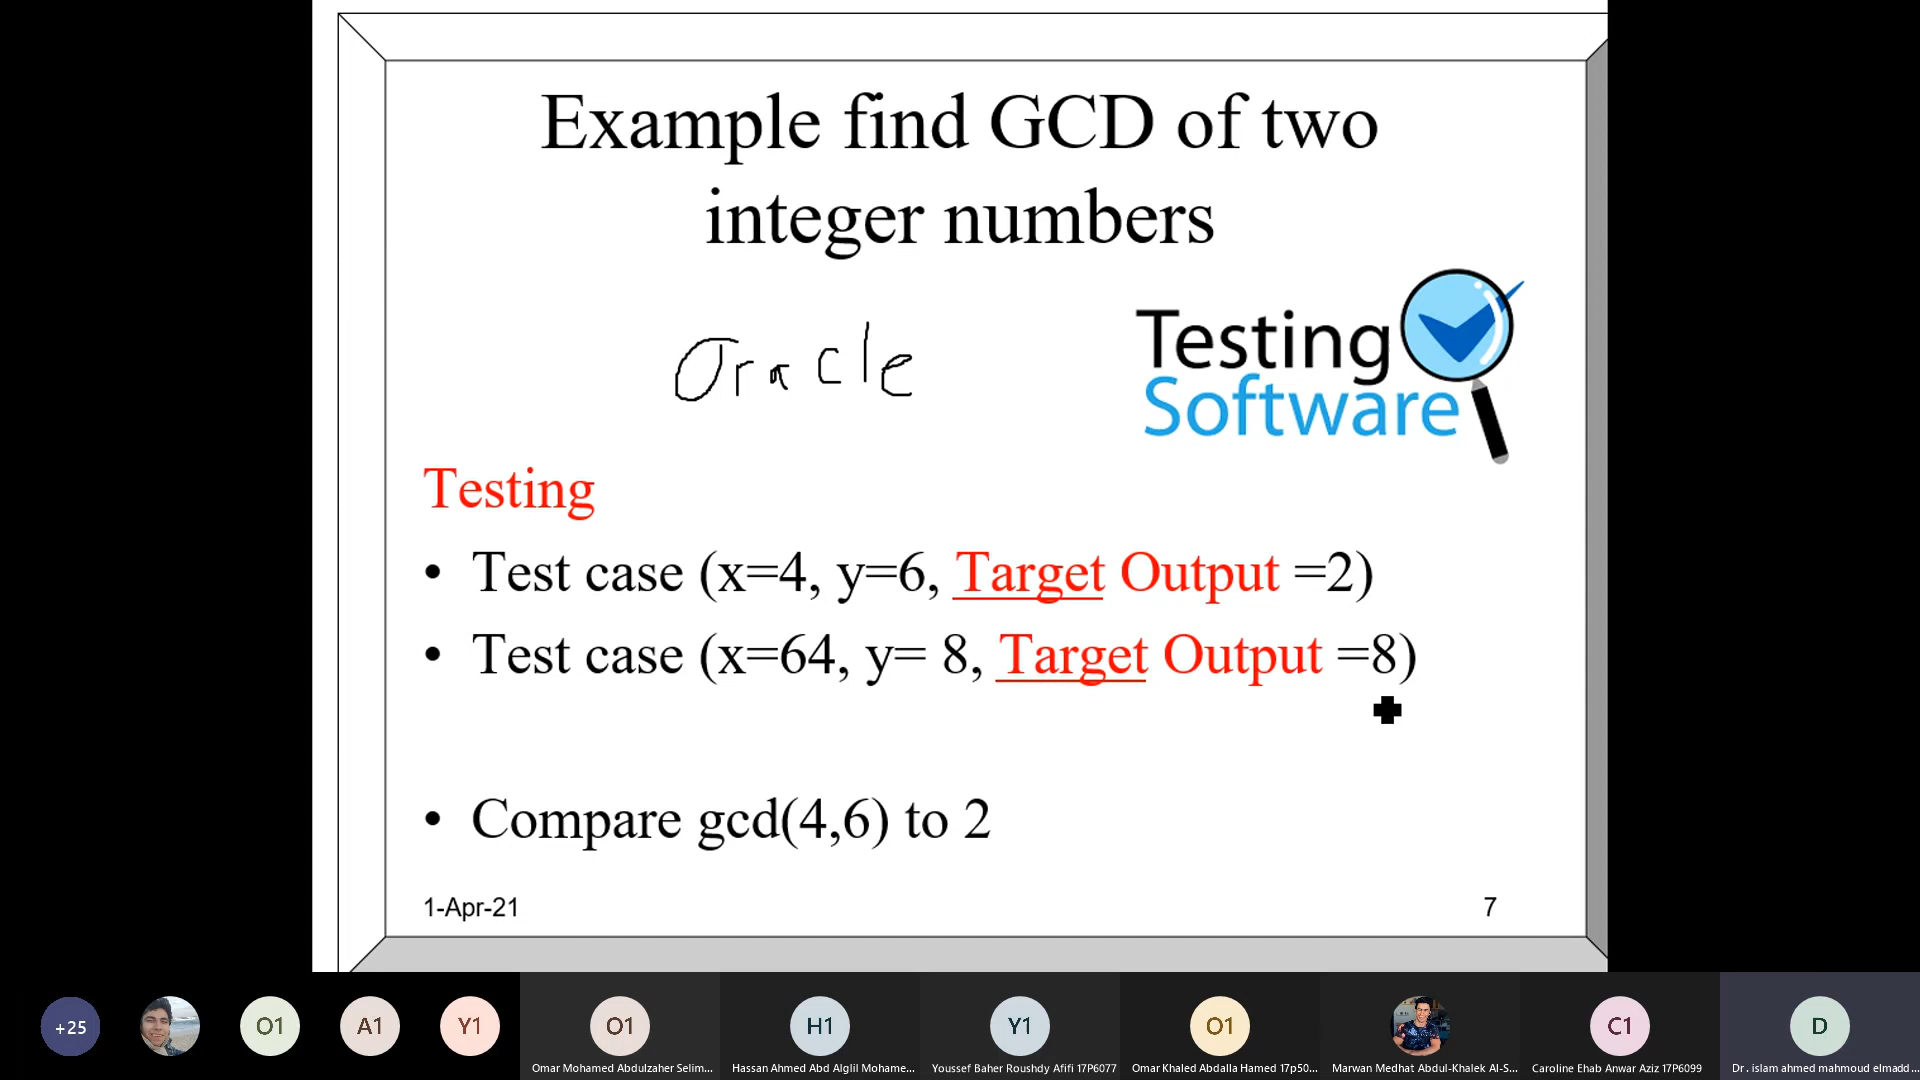 Example find GCD of two
integer numbers
Oracle
Testing
Software
Testing
• Test case (x=4, y=6, Target Output =2)
• Test case (x=64, y= 8, Target Output =8)
• Compare gcd(4,6) to 2
1-Apr-21
7
+25
O1
A1
Y1
O1
H1
Y1
O1
C1
D
Omar Mohamed Abdulzaher Selim...
Hassan Ahmed Abd Alglil Mohame...
Youssef Baher Roushdy Afifi 17P6077
Omar Khaled Abdalla Hamed 17p50...
Marwan Medhat Abdul-Khalek Al-S...
Caroline Ehab Anwar Aziz 17P6099
Dr. islam ahmed mahmoud elmadd...